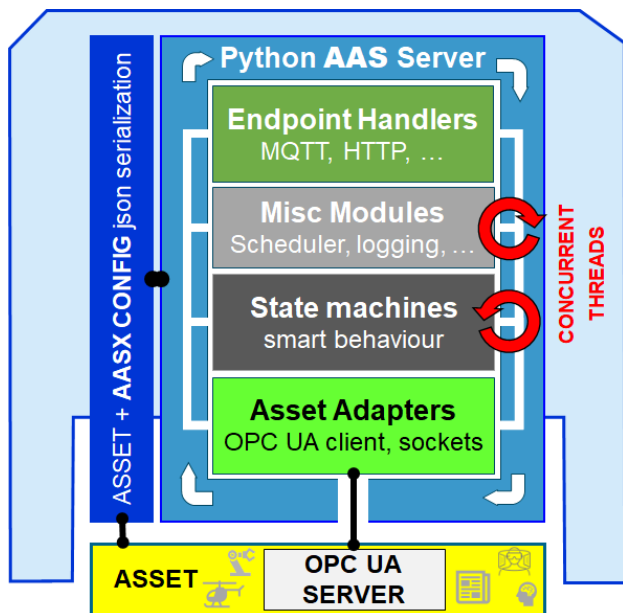 Python AAS Server
ASSET + AASX CONFIG json serialization
Endpoint Handlers
MQTT, HTTP, ...
Misc Modules
Scheduler, logging, ...
State machines
smart behaviour
CONCURRENT
THREADS
Asset Adapters
OPC UA client, sockets
ASSET
OPC UA
SERVER